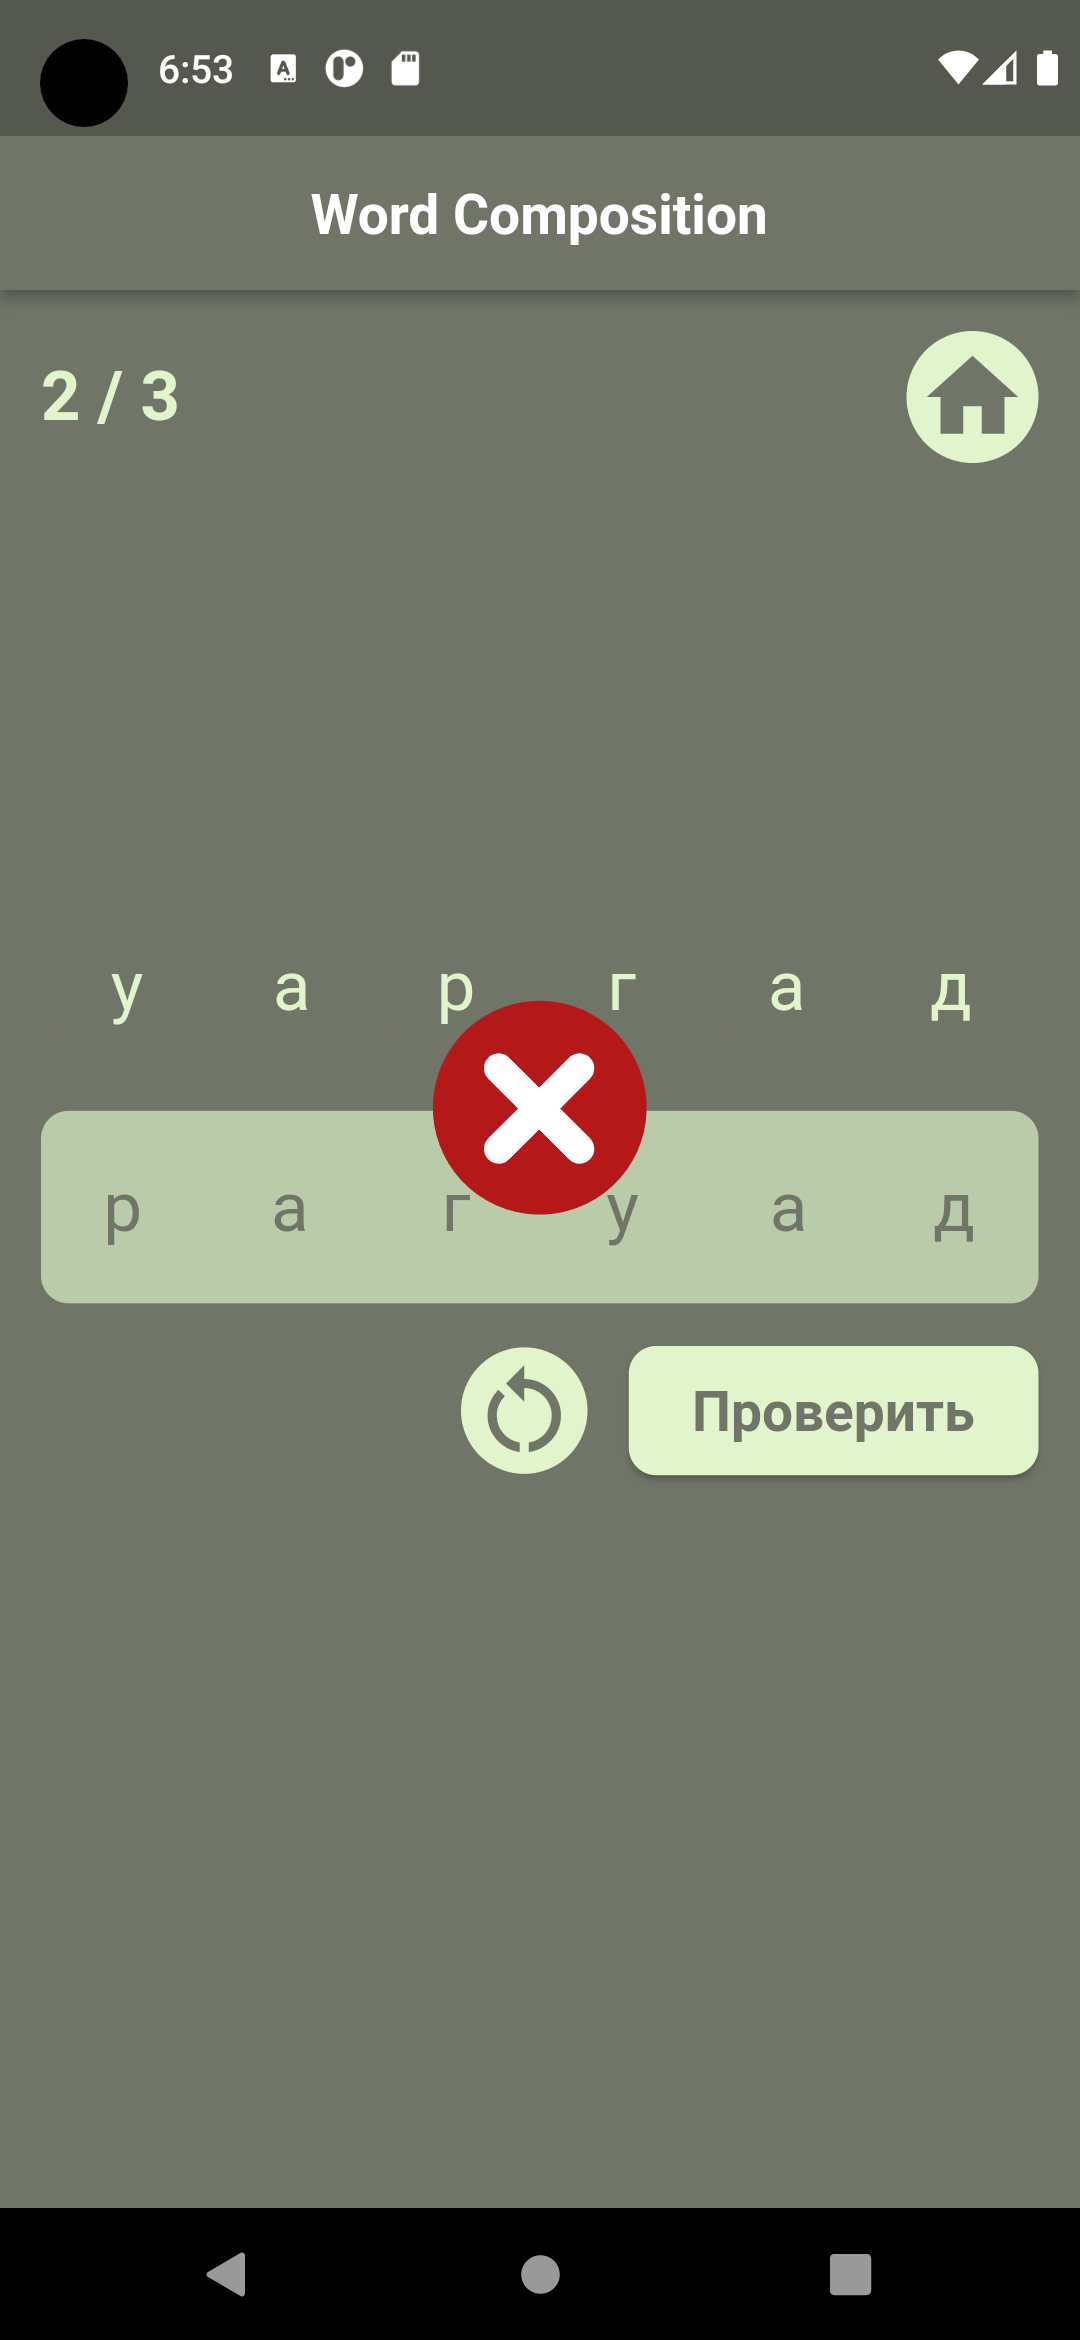 6:53
Word Composition
2 / 3
у а р г а д
р а г у а д
Проверить